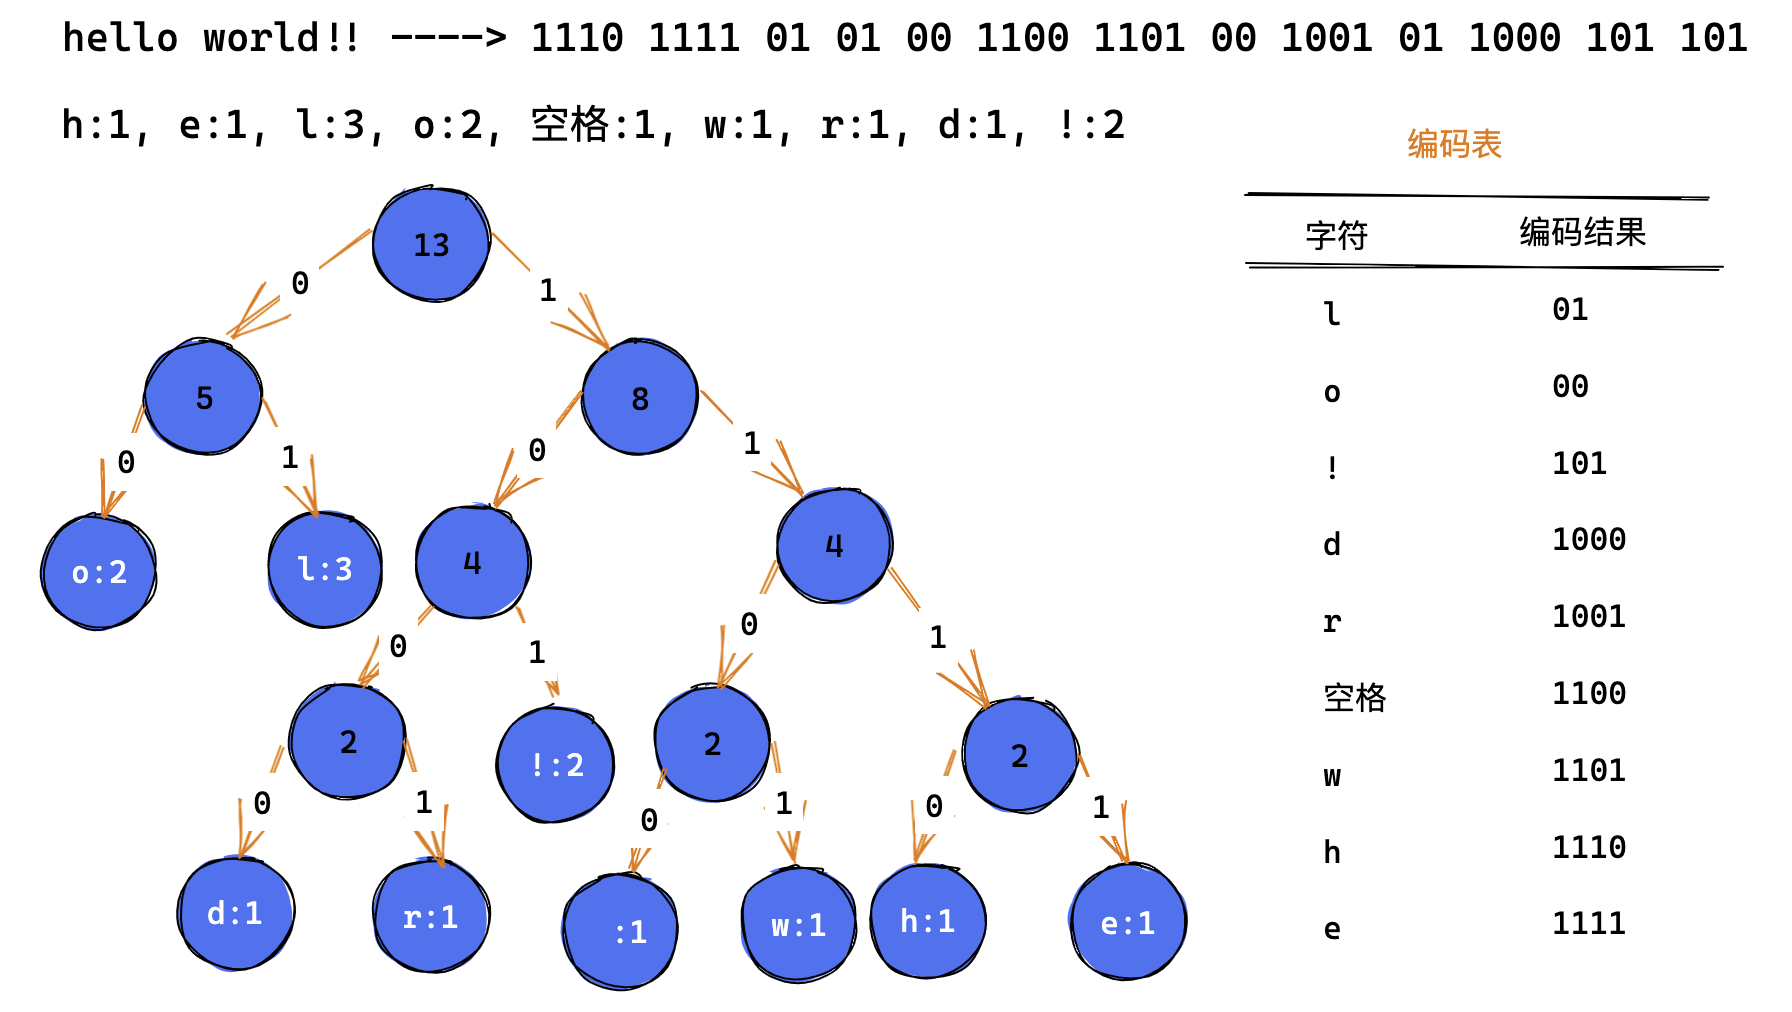 hello world!! ----> 1110 1111 01 01 00 1100 1101 00 1001 01 1000 101 101
h:1, e:1, l:3, o:2, 空格:1, w:1, r:1, d:1, !:2
编码表
字符 编码结果
l 01
o 00
! 101
d 1000
r 1001
空格 1100
w 1101
h 1110
e 1111
13
0 1
5 8
0 1 0 1
o:2 l:3 4 4
0 1 0 1
2 !:2 2 2
0 1 0 1 0 1
d:1 r:1 :1 w:1 h:1 e:1